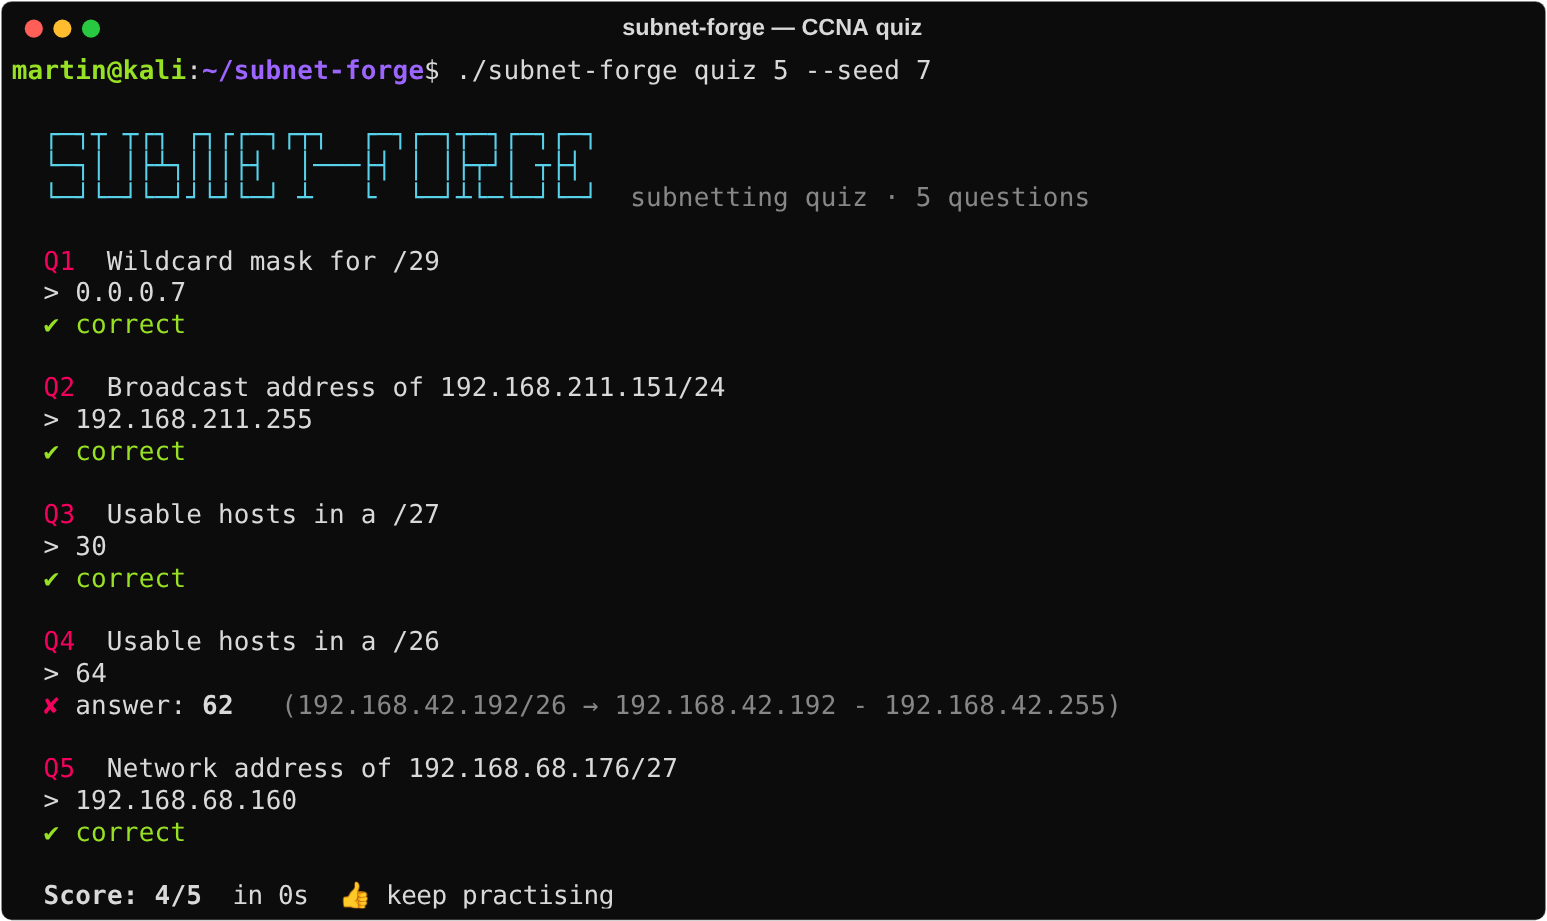 subnet-forge — CCNA quiz
martin@kali:~/subnet-forge$ ./subnet-forge quiz 5 --seed 7
SUBNET-FORGE
subnetting quiz · 5 questions
Q1  Wildcard mask for /29
> 0.0.0.7
✔ correct
Q2  Broadcast address of 192.168.211.151/24
> 192.168.211.255
✔ correct
Q3  Usable hosts in a /27
> 30
✔ correct
Q4  Usable hosts in a /26
> 64
✘ answer: 62   (192.168.42.192/26 → 192.168.42.192 - 192.168.42.255)
Q5  Network address of 192.168.68.176/27
> 192.168.68.160
✔ correct
Score: 4/5  in 0s  👍 keep practising